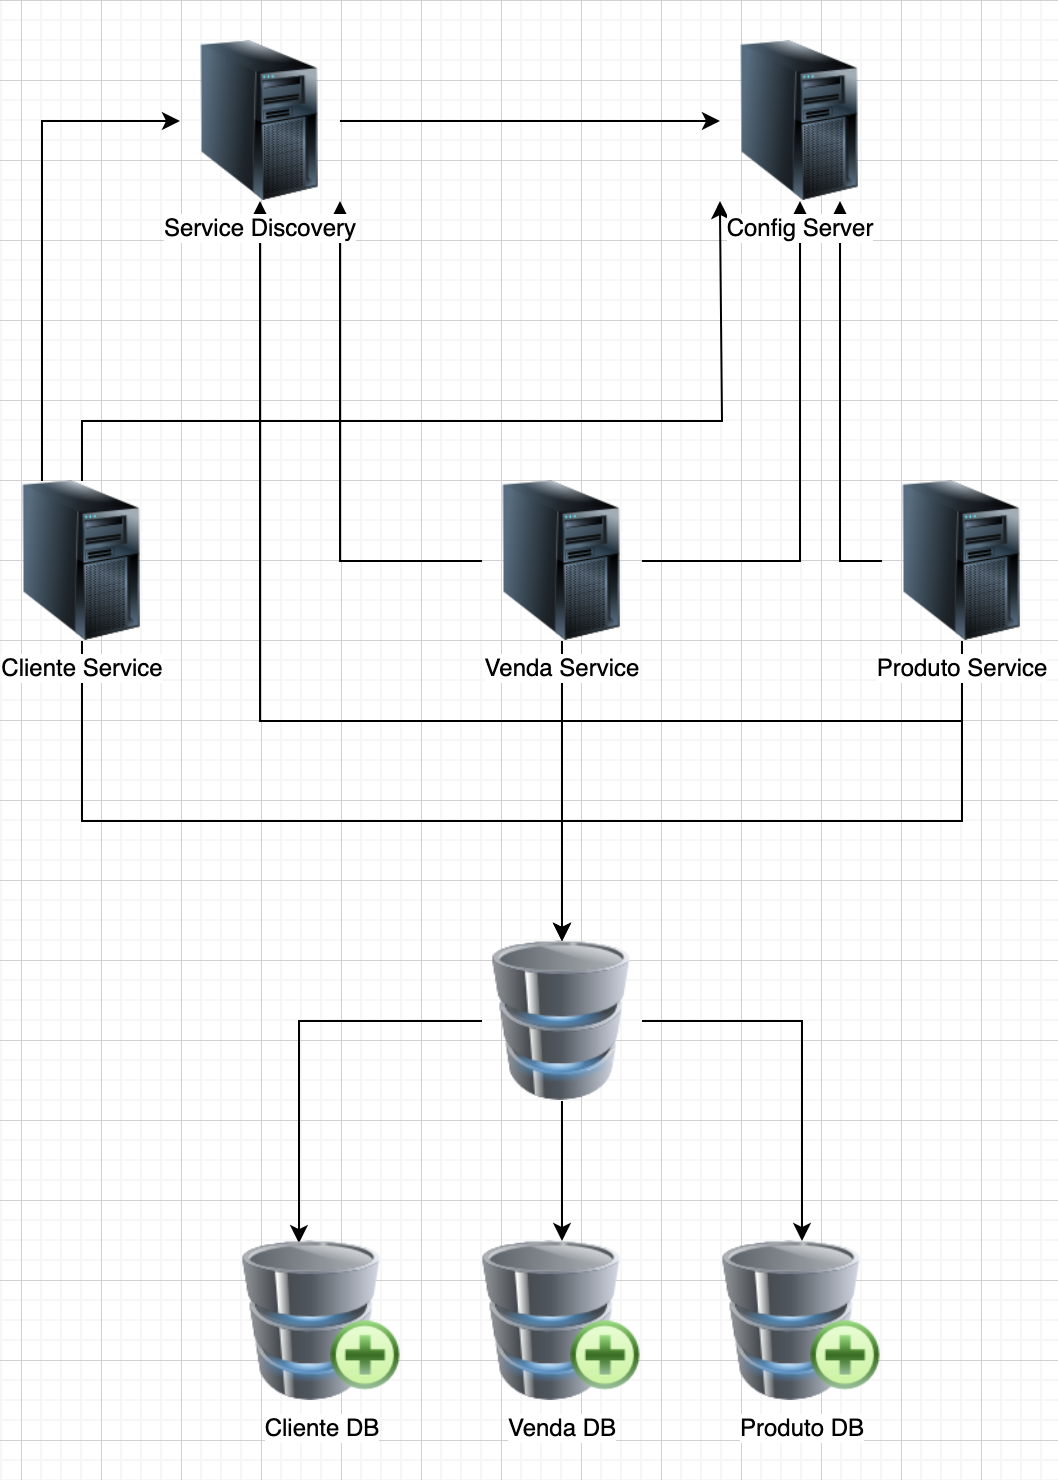 Service Discovery
Config Server
Cliente Service
Venda Service
Produto Service
Cliente DB
Venda DB
Produto DB